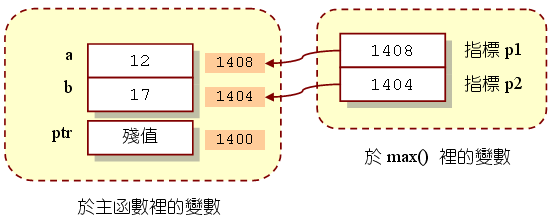 a 12 1408
b 17 1404
ptr 殘值 1400
於主函數裡的變數
1408 指標 p1
1404 指標 p2
於 max() 裡的變數